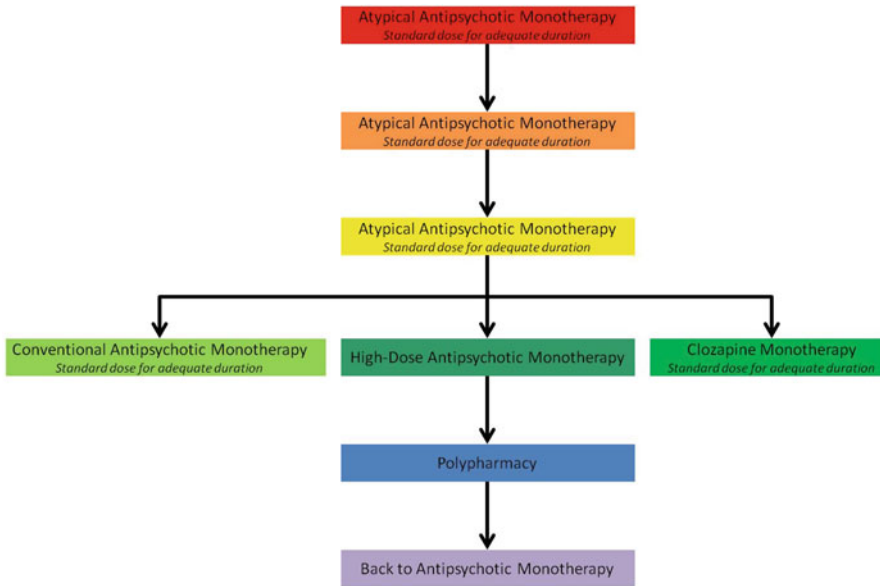 Atypical Antipsychotic Monotherapy
Standard dose for adequate duration
Atypical Antipsychotic Monotherapy
Standard dose for adequate duration
Atypical Antipsychotic Monotherapy
Standard dose for adequate duration
Conventional Antipsychotic Monotherapy
Standard dose for adequate duration
High-Dose Antipsychotic Monotherapy
Clozapine Monotherapy
Standard dose for adequate duration
Polypharmacy
Back to Antipsychotic Monotherapy